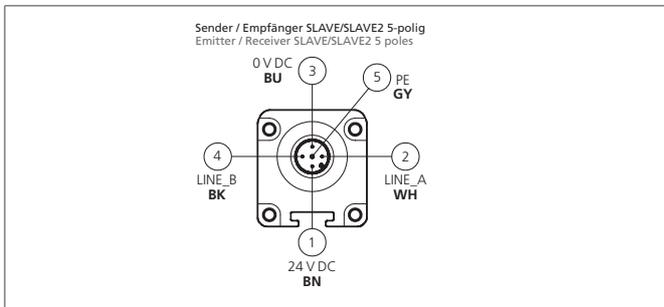 Sender / Empfänger SLAVE/SLAVE2 5-polig
Emitter / Receiver SLAVE/SLAVE2 5 poles
0 V DC
BU
3
5
PE
GY
4
LINE_B
BK
2
LINE_A
WH
1
24 V DC
BN